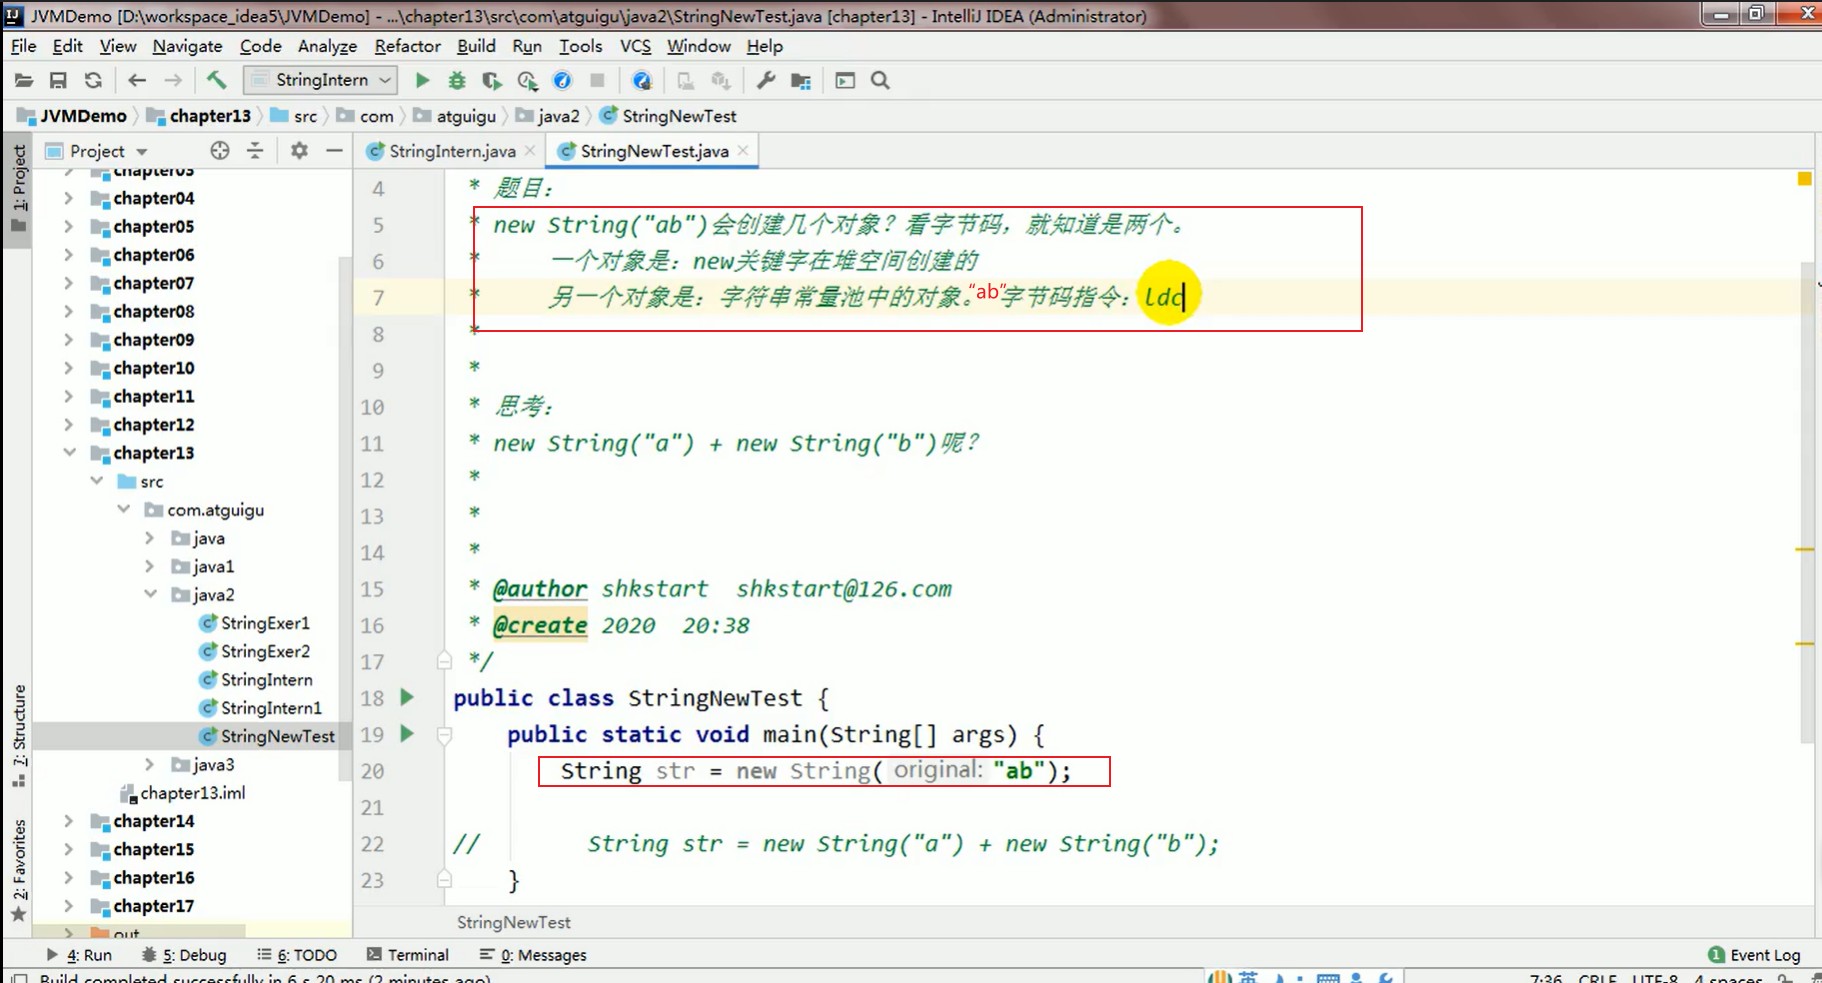 JVMDemo [D:\workspace_idea5\JVMDemo] - ...\chapter13\src\com\atguigu\java2\StringNewTest.java [chapter13] - IntelliJ IDEA (Administrator)
File Edit View Navigate Code Analyze Refactor Build Run Tools VCS Window Help
StringIntern
JVMDemo chapter13 src com atguigu java2 StringNewTest
Project
StringIntern.java
StringNewTest.java
1: Project
7: Structure
2: Favorites
chapter03
chapter04
chapter05
chapter06
chapter07
chapter08
chapter09
chapter10
chapter11
chapter12
chapter13
src
com.atguigu
java
java1
java2
StringExer1
StringExer2
StringIntern
StringIntern1
StringNewTest
java3
chapter13.iml
chapter14
chapter15
chapter16
chapter17
out
4 * 题目：
5 * new String("ab")会创建几个对象？看字节码，就知道是两个。
6 * 一个对象是：new关键字在堆空间创建的
7 * 另一个对象是：字符串常量池中的对象。“ab”字节码指令：ldc
8 *
9 *
10 * 思考：
11 * new String("a") + new String("b")呢？
12 *
13 *
14 *
15 * @author shkstart  shkstart@126.com
16 * @create 2020  20:38
17 */
18 public class StringNewTest {
19 public static void main(String[] args) {
20 String str = new String( original: "ab");
21
22 // String str = new String("a") + new String("b");
23 }
StringNewTest
4: Run 5: Debug 6: TODO Terminal 0: Messages
1 Event Log
Build completed successfully in 6 s 20 ms (2 minutes ago)
英
7:36 CRLF UTF-8 4 spaces